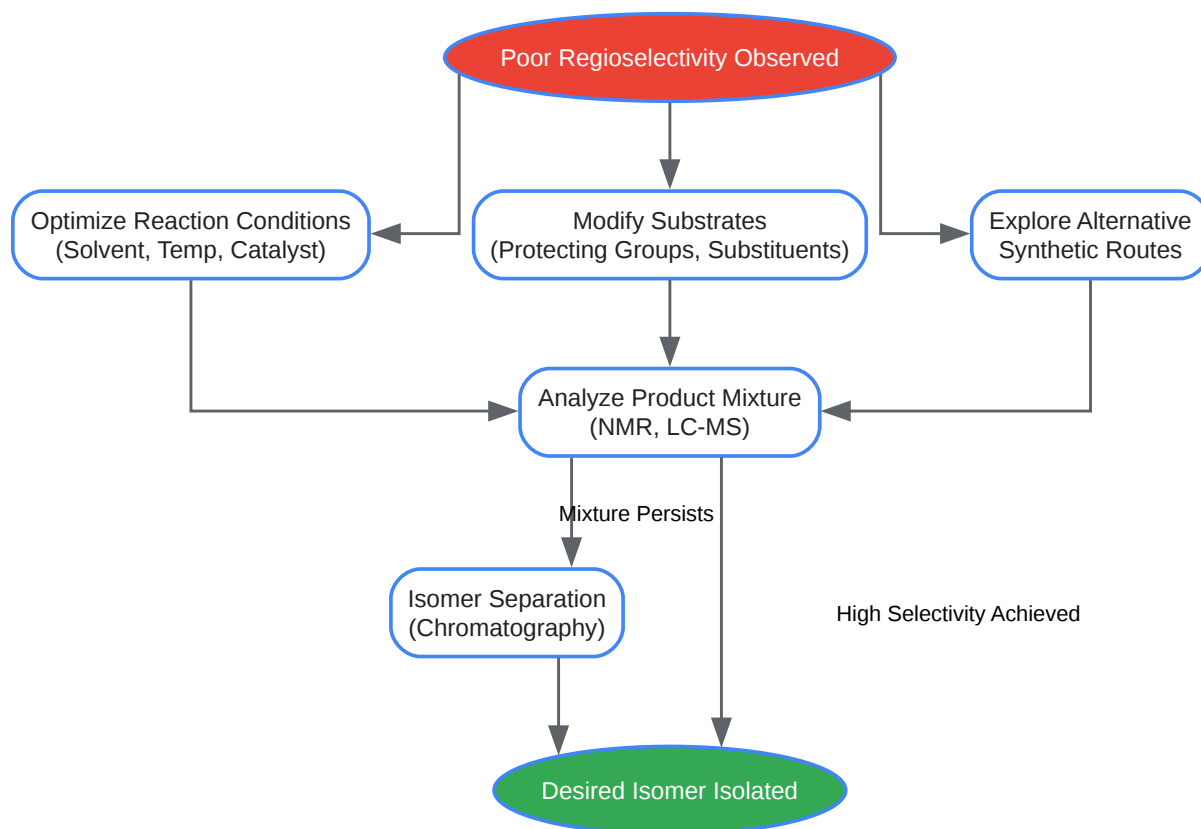 Poor Regioselectivity Observed
Optimize Reaction Conditions
(Solvent, Temp, Catalyst)
Modify Substrates
(Protecting Groups, Substituents)
Explore Alternative
Synthetic Routes
Analyze Product Mixture
(NMR, LC-MS)
Mixture Persists
Isomer Separation
(Chromatography)
High Selectivity Achieved
Desired Isomer Isolated